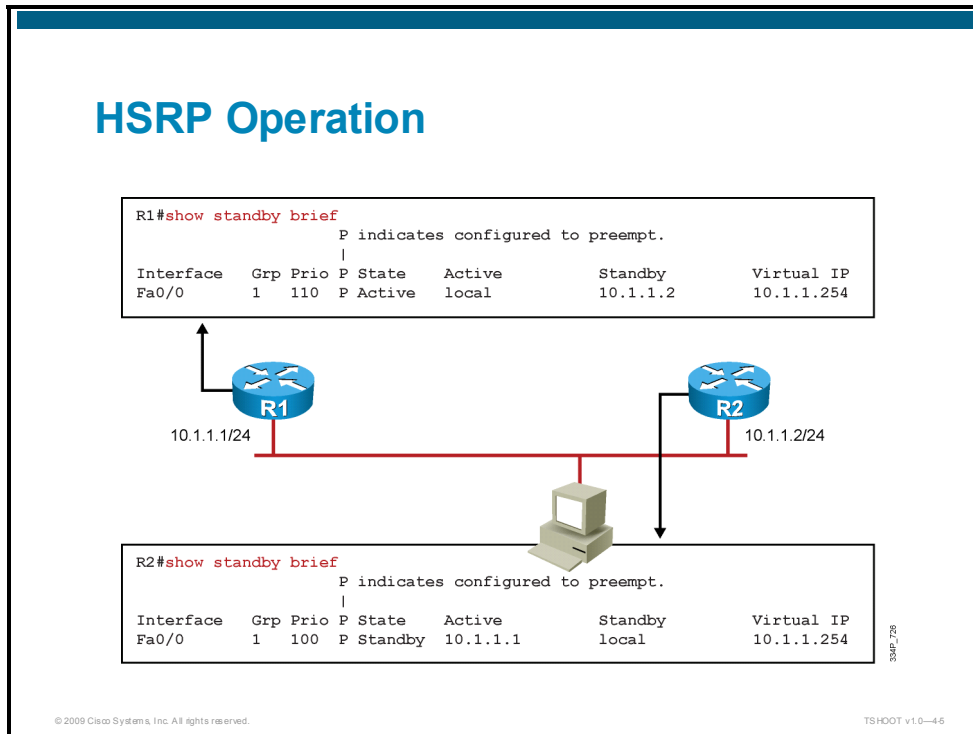 HSRP Operation
R1#show standby brief
P indicates configured to preempt.
|
Interface Grp Prio P State Active Standby Virtual IP
Fa0/0 1 110 P Active local 10.1.1.2 10.1.1.254
R1
R2
10.1.1.1/24
10.1.1.2/24
R2#show standby brief
P indicates configured to preempt.
|
Interface Grp Prio P State Active Standby Virtual IP
Fa0/0 1 100 P Standby 10.1.1.1 local 10.1.1.254
334P_726
© 2009 Cisco Systems, Inc. All rights reserved.
TSHOOT v1.0—4-5